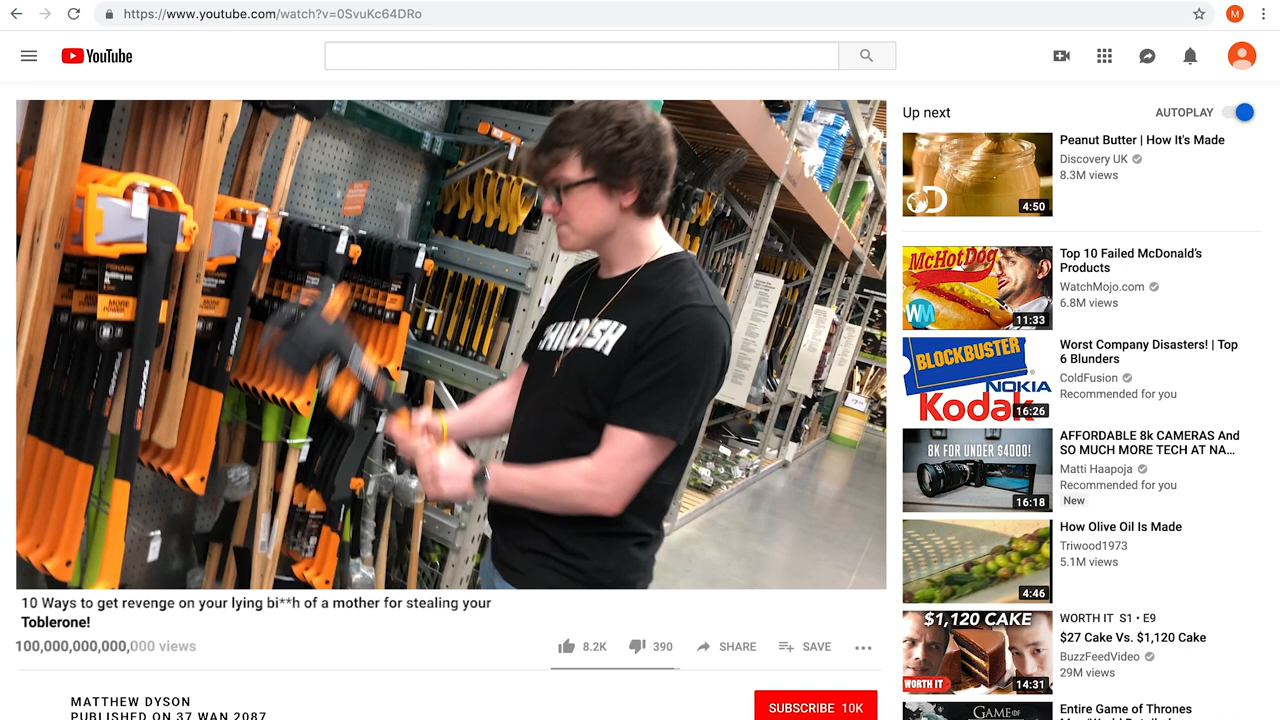 https://www.youtube.com/watch?v=0SvuKc64DRo
M
YouTube
Up next
AUTOPLAY
Peanut Butter | How It's Made
Discovery UK
8.3M views
4:50
McHotDog
WM
11:33
Top 10 Failed McDonald's
Products
WatchMojo.com
6.8M views
BLOCKBUSTER
NOKIA
Kodak
16:26
Worst Company Disasters! | Top
6 Blunders
ColdFusion
Recommended for you
8K FOR UNDER $4000!
16:18
AFFORDABLE 8k CAMERAS And
SO MUCH MORE TECH AT NA...
Matti Haapoja
Recommended for you
New
4:46
How Olive Oil Is Made
Triwood1973
5.1M views
$1,120 CAKE
WORTH IT
14:31
WORTH IT S1 • E9
$27 Cake Vs. $1,120 Cake
BuzzFeedVideo
29M views
GAME OF
Entire Game of Thrones
MORE
POWER
FISKARS
CHILDISH
10 Ways to get revenge on your lying bi**h of a mother for stealing your
Toblerone!
100,000,000,000,000 views
8.2K
390
SHARE
SAVE
MATTHEW DYSON
PUBLISHED ON 37 WAN 2087
SUBSCRIBE 10K